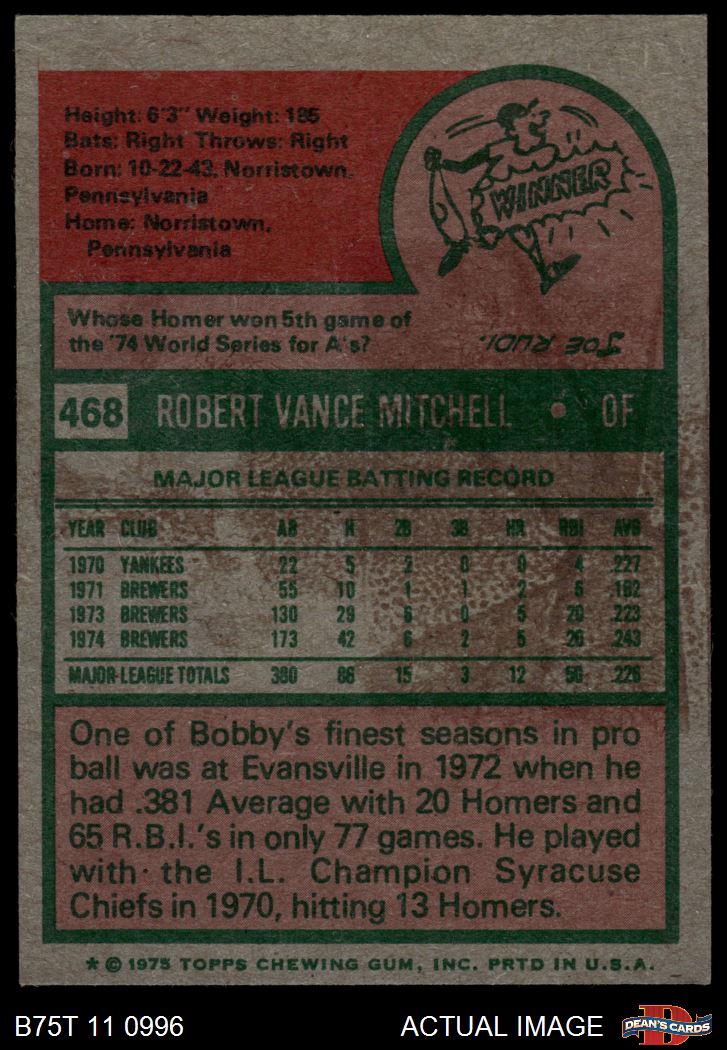 Height: 6'3" Weight: 185
Bats: Right Throws: Right
Born: 10-22-43, Norristown,
Pennsylvania
Home: Norristown,
Pennsylvania
WINNER
Whose Homer won 5th game of
the '74 World Series for A's?
JOE RUDI.
468 ROBERT VANCE MITCHELL • OF
MAJOR LEAGUE BATTING RECORD
YEAR CLUB AB H 2B 3B HR RBI AVG
1970 YANKEES 22 5 2 0 0 4 .227
1971 BREWERS 55 10 1 1 2 6 .182
1973 BREWERS 130 29 6 0 5 20 .223
1974 BREWERS 173 42 6 2 5 20 .243
MAJOR LEAGUE TOTALS 380 86 15 3 12 50 .226
One of Bobby's finest seasons in pro
ball was at Evansville in 1972 when he
had .381 Average with 20 Homers and
65 R.B.I.'s in only 77 games. He played
with the I.L. Champion Syracuse
Chiefs in 1970, hitting 13 Homers.
* © 1975 TOPPS CHEWING GUM, INC. PRTD IN U.S.A.
B75T 11 0996 ACTUAL IMAGE DEAN'S CARDS